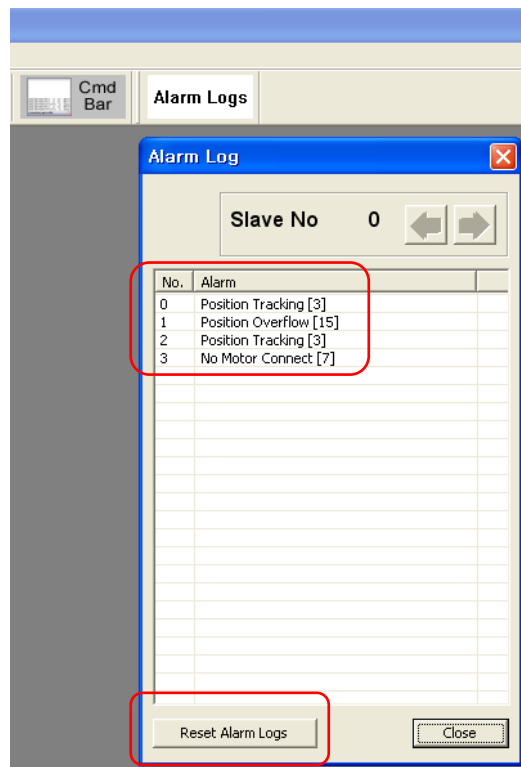 Cmd
Bar
Alarm Logs
Alarm Log
Slave No 0
No. Alarm
0 Position Tracking [3]
1 Position Overflow [15]
2 Position Tracking [3]
3 No Motor Connect [7]
Reset Alarm Logs Close